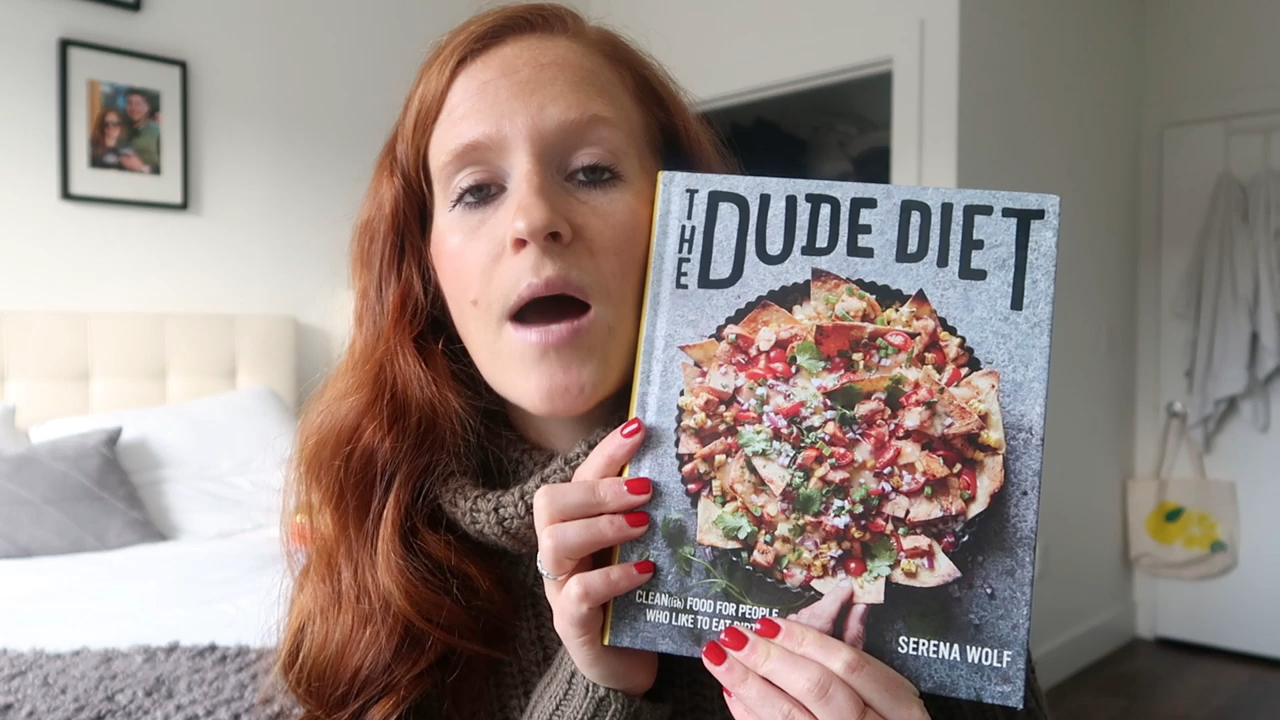 THE DUDE DIET
CLEAN(ish) FOOD FOR PEOPLE
WHO LIKE TO EAT
SERENA WOLF